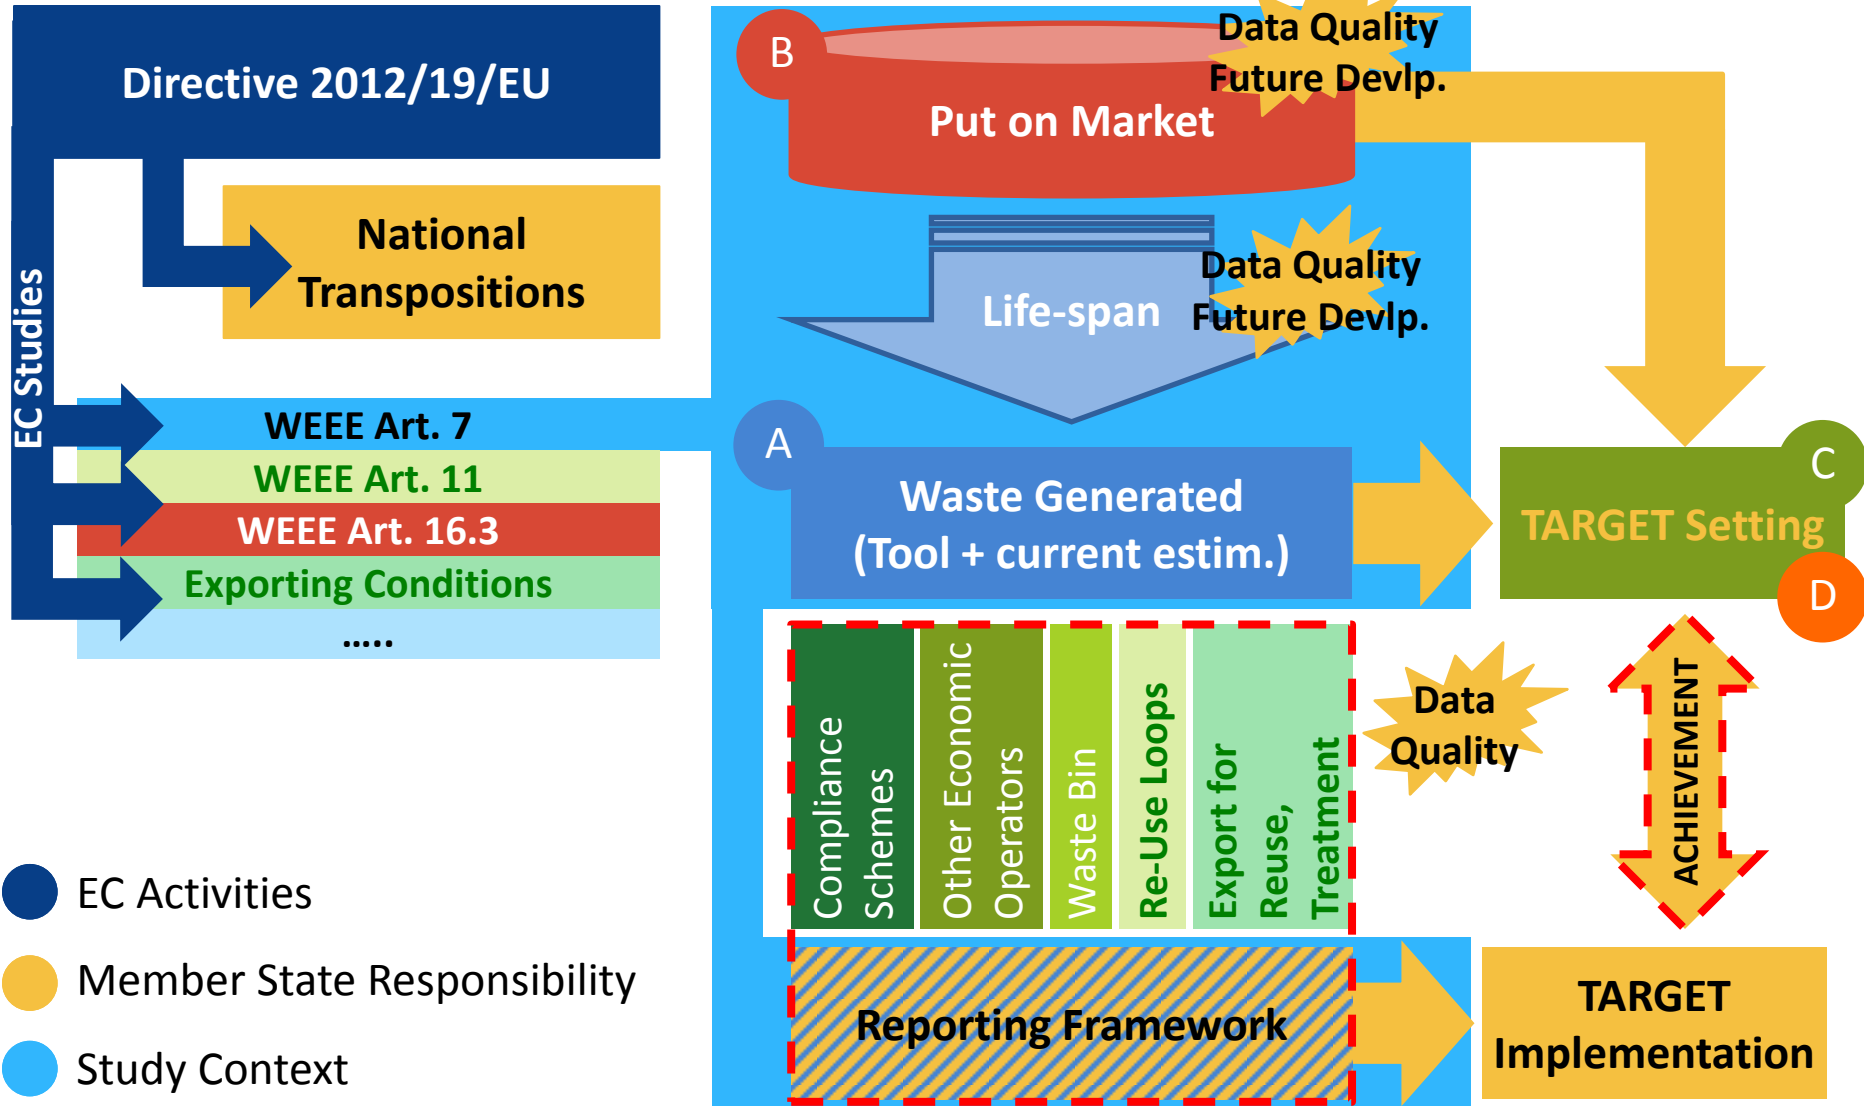 Directive 2012/19/EU
National
Transpositions
EC Studies
WEEE Art. 7
WEEE Art. 11
WEEE Art. 16.3
Exporting Conditions
.....
EC Activities
Member State Responsibility
Study Context
B
Put on Market
Data Quality
Future Devlp.
Life-span
Data Quality
Future Devlp.
A
Waste Generated
(Tool + current estim.)
C
TARGET Setting
D
Compliance
Schemes
Other Economic
Operators
Waste Bin
Re-Use Loops
Export for
Reuse,
Treatment
Data
Quality
ACHIEVEMENT
Reporting Framework
TARGET
Implementation